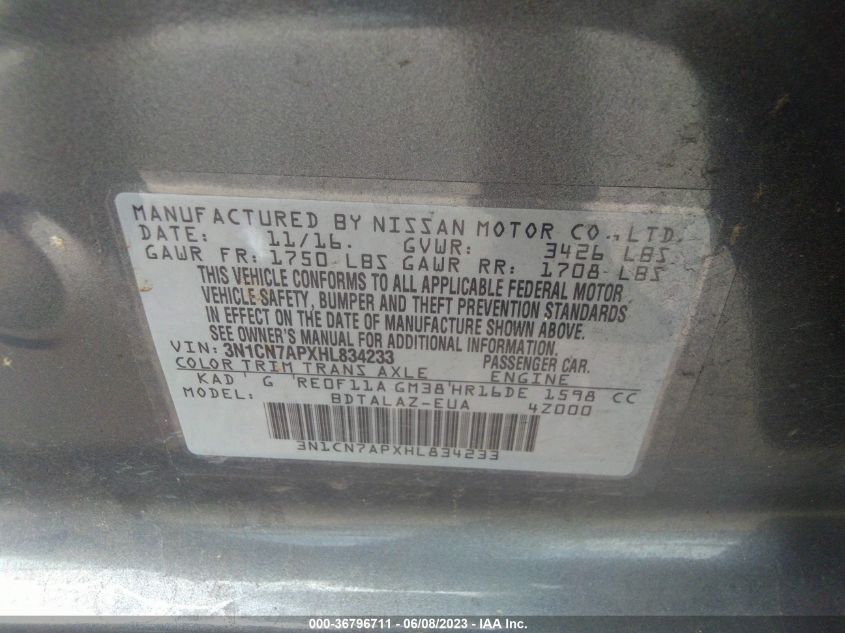 MANUFACTURED BY NISSAN MOTOR CO.,LTD.
DATE: 11/16. GVWR: 3426 LBS
GAWR FR: 1750 LBS GAWR RR: 1708 LBS
THIS VEHICLE CONFORMS TO ALL APPLICABLE FEDERAL MOTOR
VEHICLE SAFETY, BUMPER AND THEFT PREVENTION STANDARDS
IN EFFECT ON THE DATE OF MANUFACTURE SHOWN ABOVE.
SEE OWNER'S MANUAL FOR ADDITIONAL INFORMATION.
VIN: 3N1CN7APXHL834233 PASSENGER CAR.
COLOR TRIM TRANS AXLE ENGINE
KAD G RE0F11A GM38 HR16DE 1598 CC
MODEL: BDTALAZ-EUA 4Z000
3N1CN7APXHL834233
000-36796711 - 06/08/2023 - IAAI.com